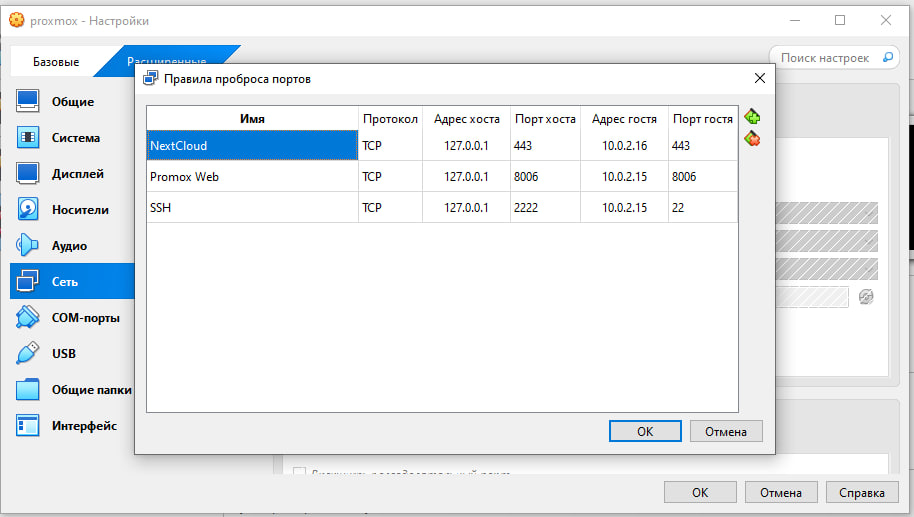 proxmox - Настройки
Базовые
Расширенные
Поиск настроек
Общие
Система
Дисплей
Носители
Аудио
Сеть
COM-порты
USB
Общие папки
Интерфейс
Правила проброса портов
Имя Протокол Адрес хоста Порт хоста Адрес гостя Порт гостя
NextCloud TCP 127.0.0.1 443 10.0.2.16 443
Promox Web TCP 127.0.0.1 8006 10.0.2.15 8006
SSH TCP 127.0.0.1 2222 10.0.2.15 22
OK Отмена
OK Отмена Справка